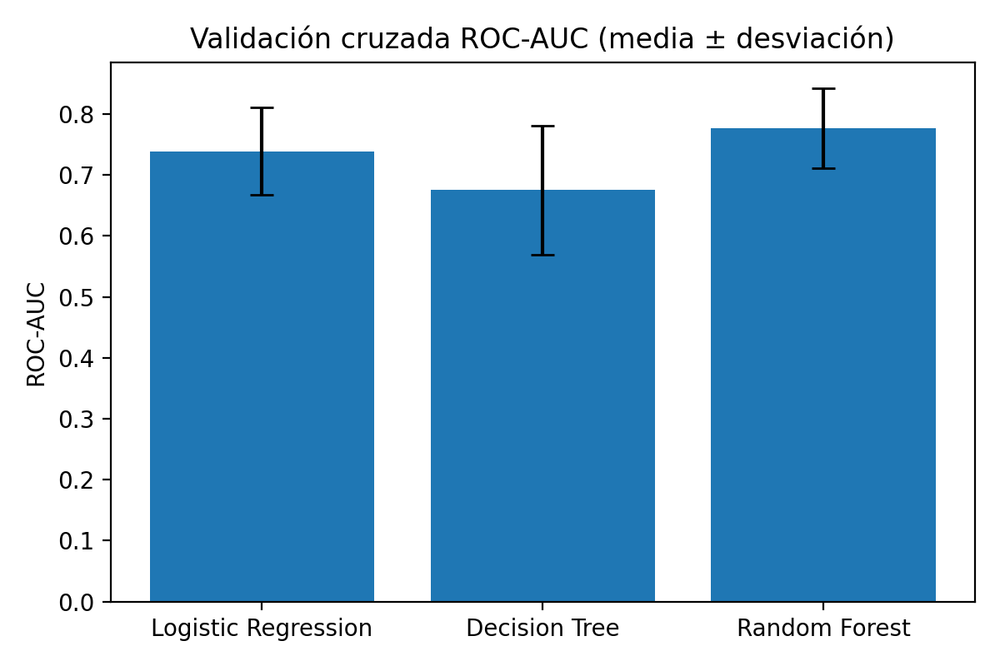 Validación cruzada ROC-AUC (media ± desviación)
ROC-AUC
0.8
0.7
0.6
0.5
0.4
0.3
0.2
0.1
0.0
Logistic Regression
Decision Tree
Random Forest